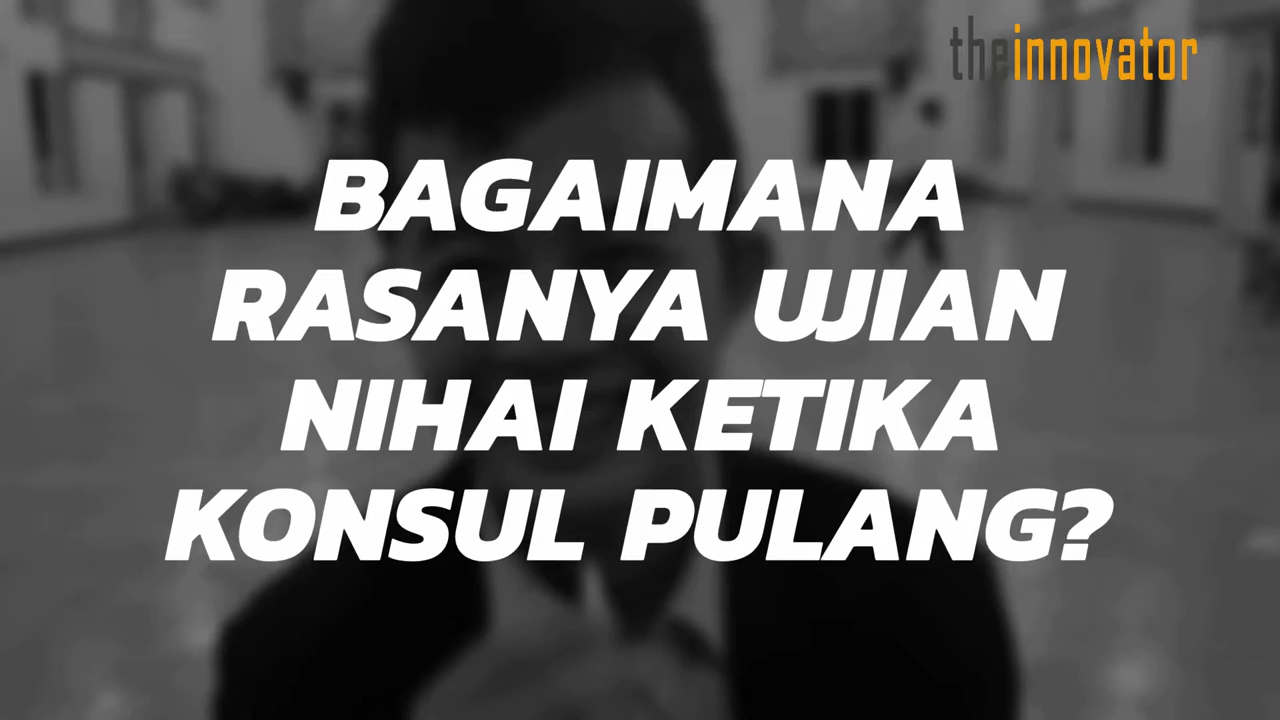 theinnovator
BAGAIMANA
RASANYA UJIAN
NIHAI KETIKA
KONSUL PULANG?